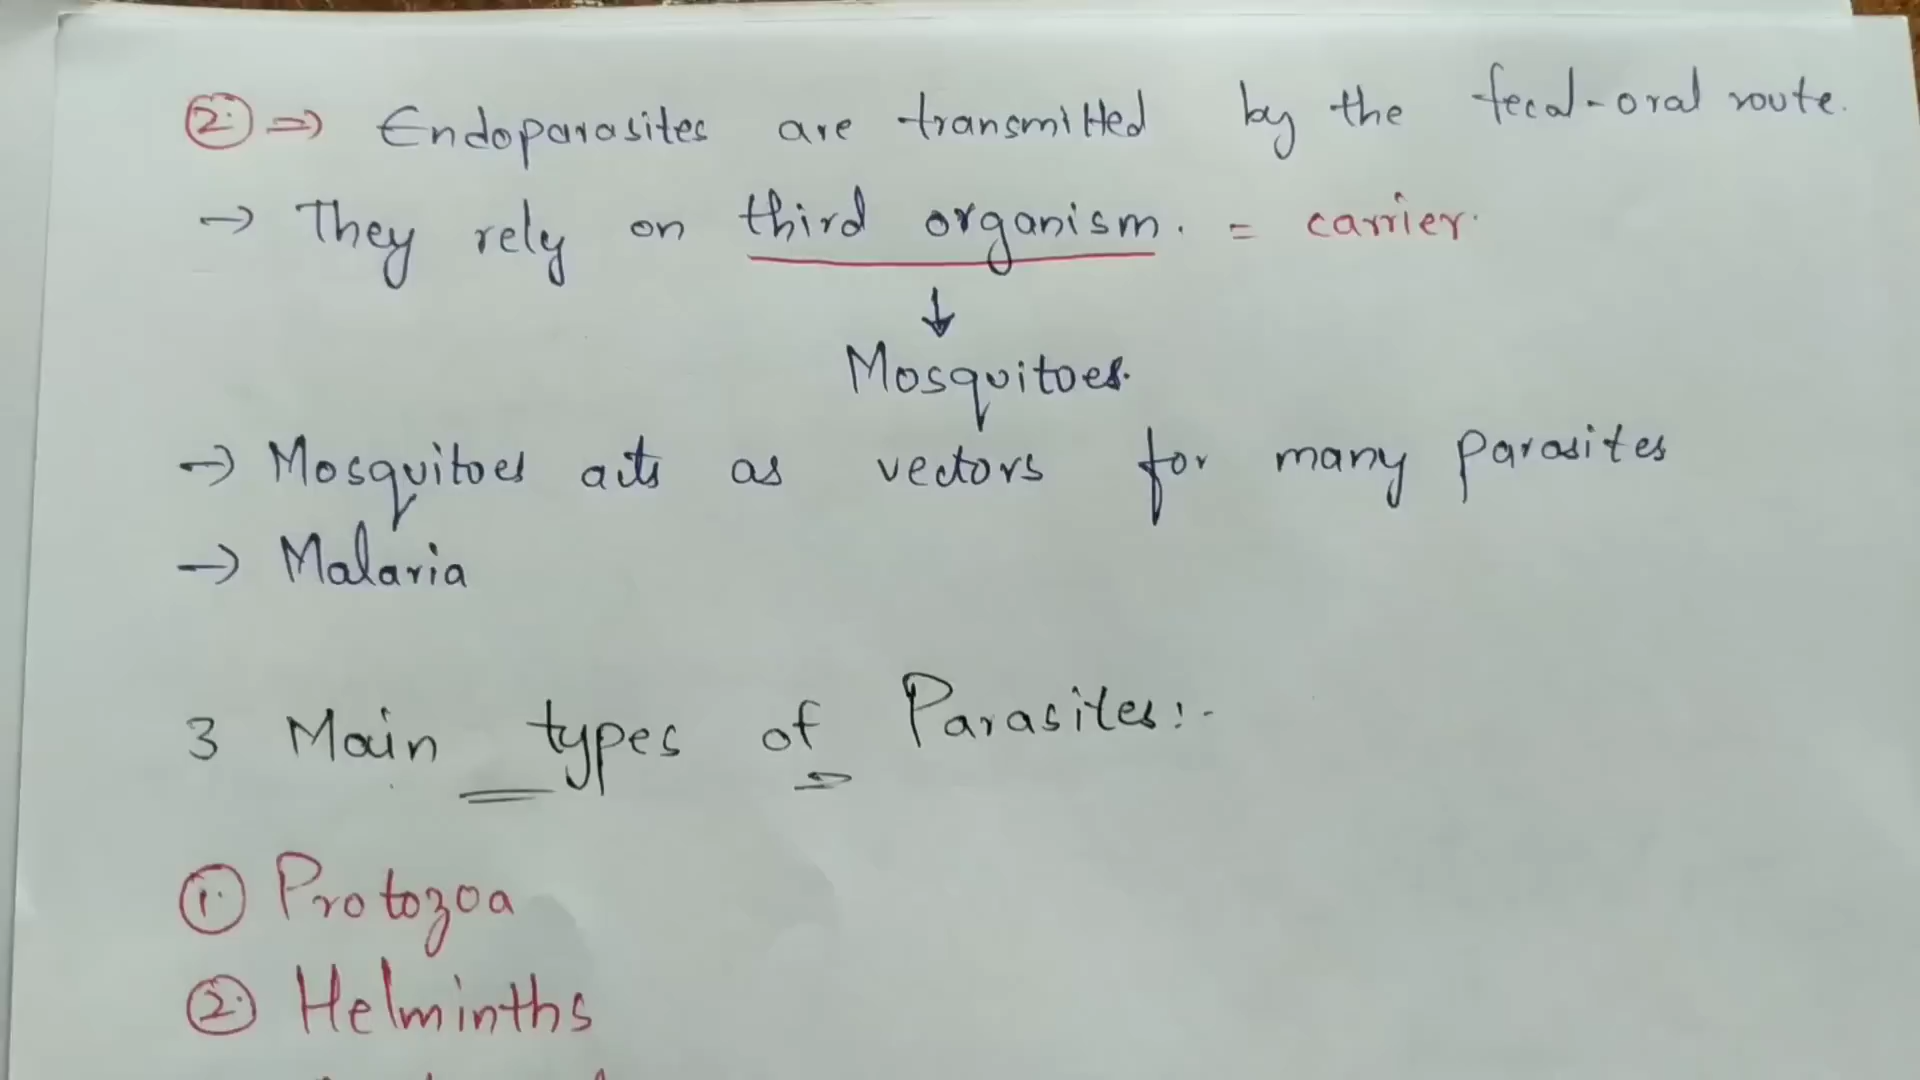 2. => Endoparasites are transmitted by the fecal-oral route.
→ They rely on third organism. = carrier.
↓
Mosquitoes.
→ Mosquitoes acts as vectors for many parasites
→ Malaria
3 Main types of Parasites:-
1. Protozoa
2. Helminths